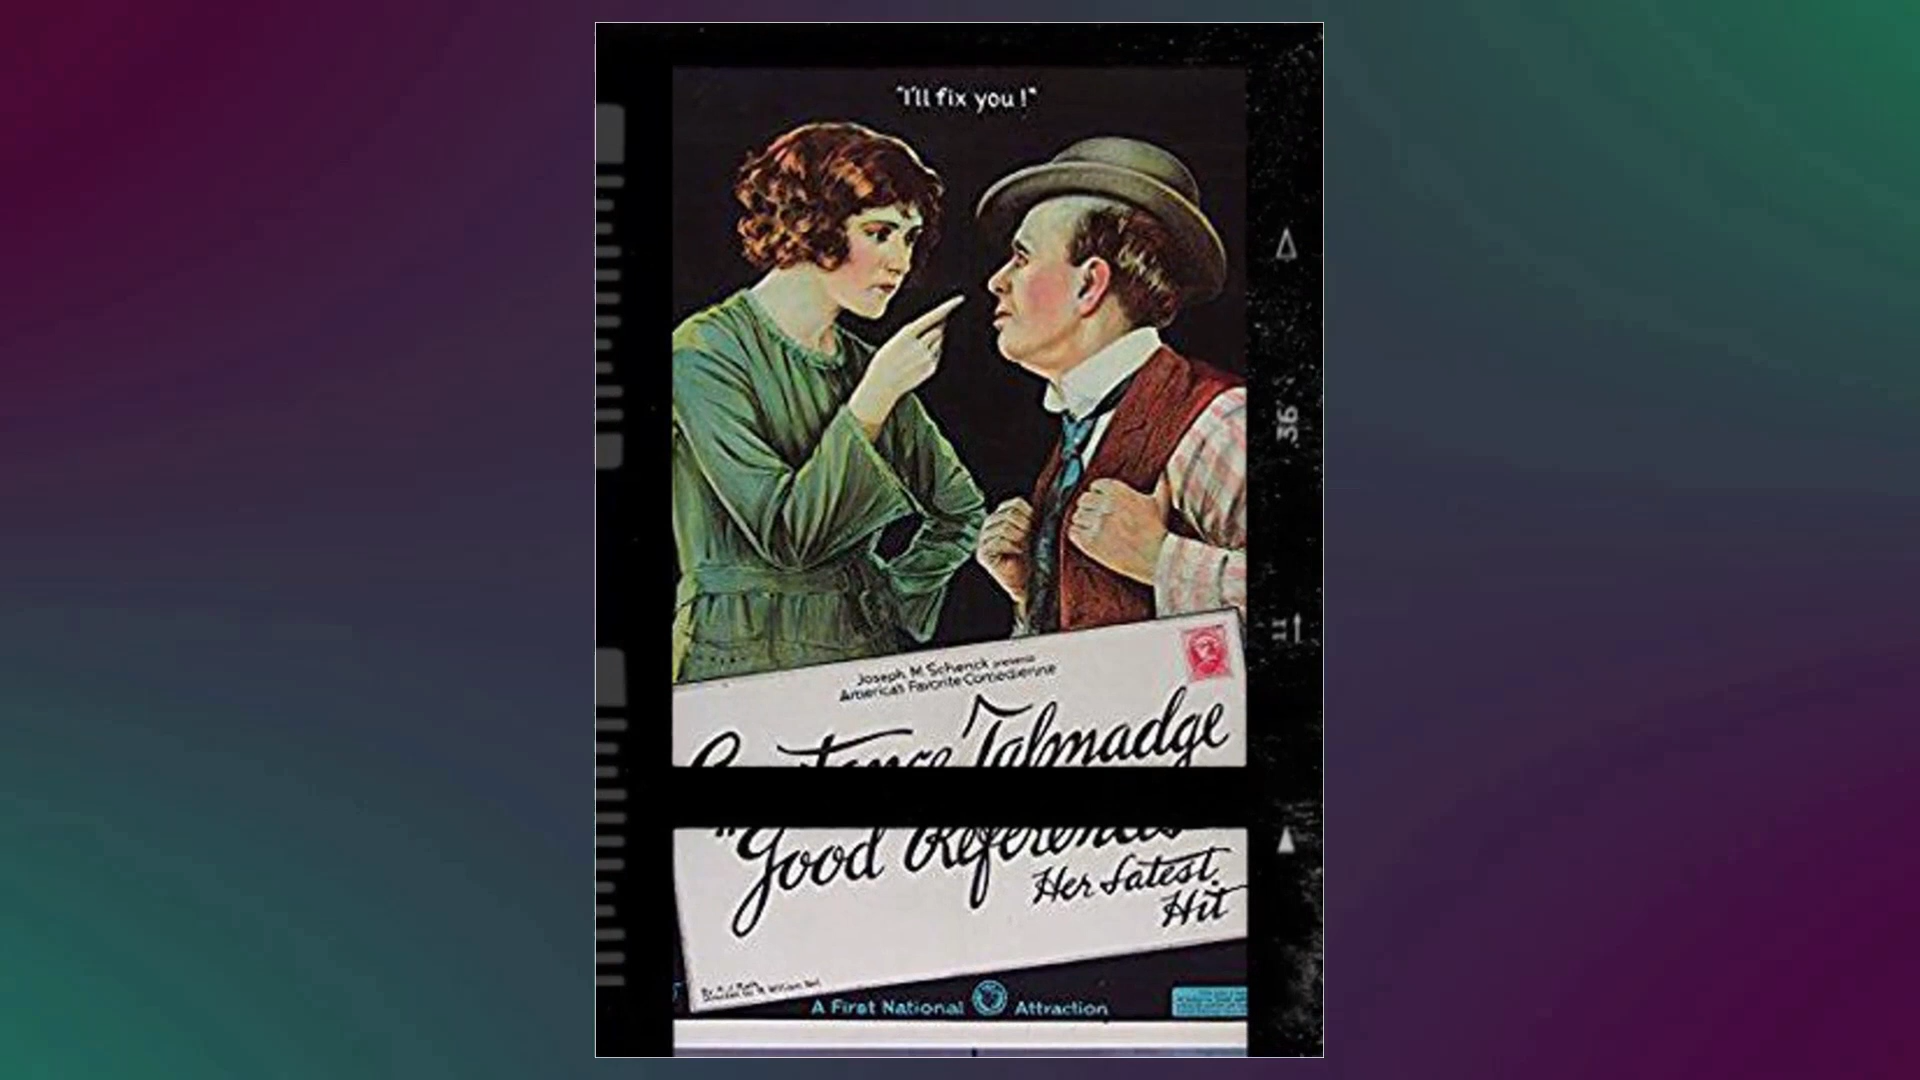 "I'll fix you!"
Joseph M. Schenck presents
America's Favorite Comedienne
Constance Talmadge
"Good References"
Her Latest
Hit
A First National Attraction
36